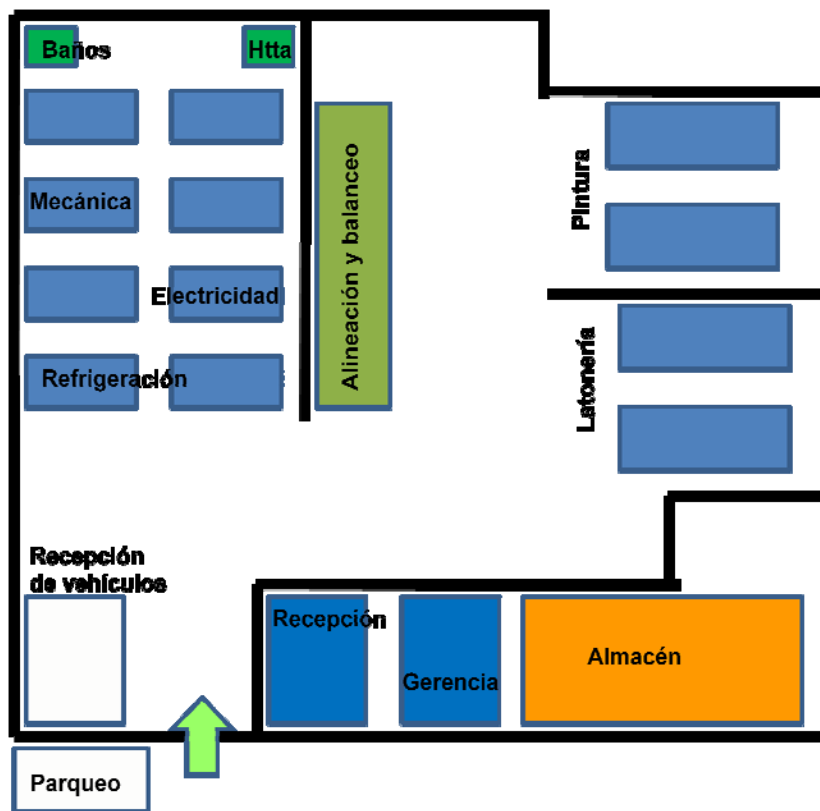 Baños
Htta
Mecánica
Electricidad
Refrigeración
Alineación y balanceo
Pintura
Latonería
Recepción
de vehículos
Recepción
Gerencia
Almacén
Parqueo